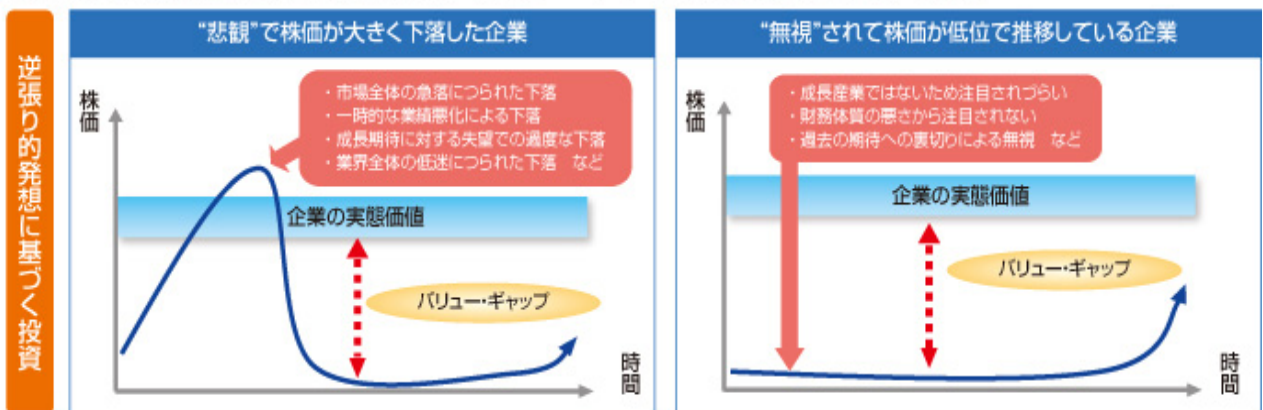 逆張り的発想に基づく投資
“悲観”で株価が大きく下落した企業
株価
・市場全体の急落につられた下落
・一時的な業績悪化による下落
・成長期待に対する失望での過度な下落
・業界全体の低迷につられた下落　など
企業の実態価値
バリュー・ギャップ
時間
“無視”されて株価が低位で推移している企業
株価
・成長産業ではないため注目されづらい
・財務体質の悪さから注目されない
・過去の期待への裏切りによる無視　など
企業の実態価値
バリュー・ギャップ
時間